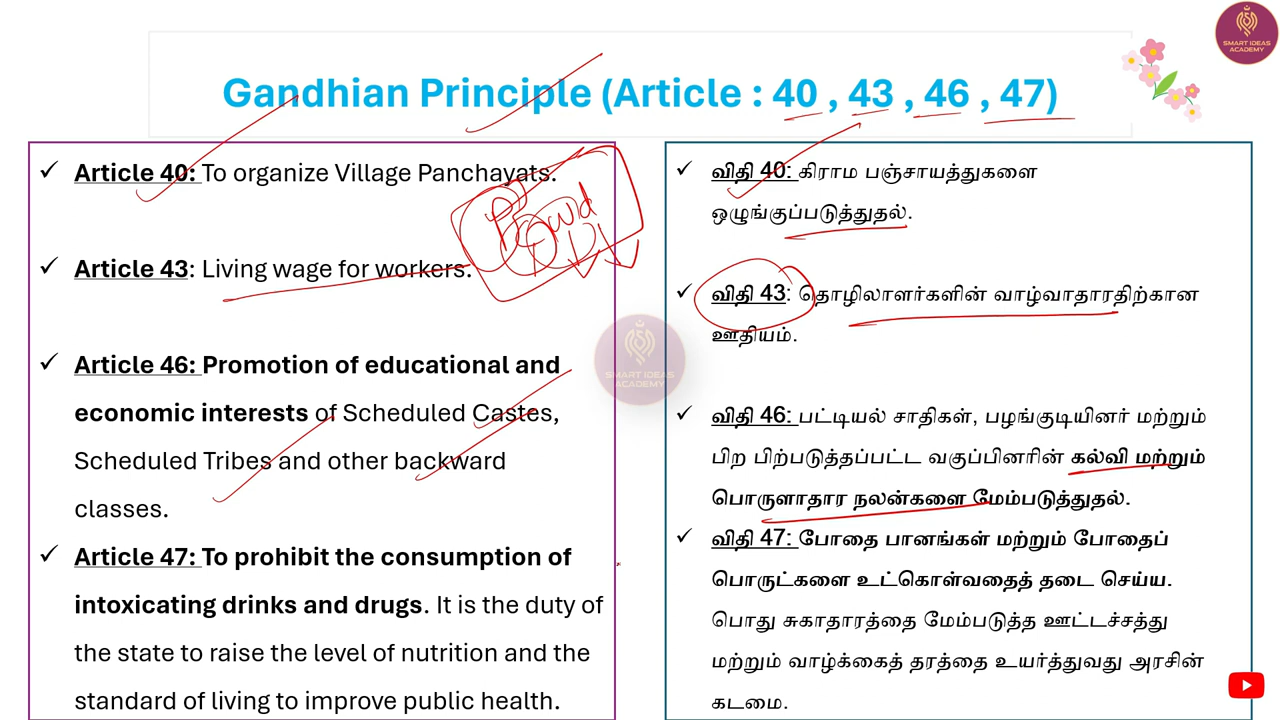 SMART IDEAS
ACADEMY
Gandhian Principle (Article : 40 , 43 , 46 , 47)
✓ Article 40: To organize Village Panchayats.
✓ Article 43: Living wage for workers.
✓ Article 46: Promotion of educational and
economic interests of Scheduled Castes,
Scheduled Tribes and other backward
classes.
✓ Article 47: To prohibit the consumption of
intoxicating drinks and drugs. It is the duty of
the state to raise the level of nutrition and the
standard of living to improve public health.
✓ விதி 40: கிராம பஞ்சாயத்துகளை
ஒழுங்குப்படுத்துதல்.
✓ விதி 43: தொழிலாளர்களின் வாழ்வாதாரதிற்கான
ஊதியம்.
✓ விதி 46: பட்டியல் சாதிகள், பழங்குடியினர் மற்றும்
பிற பிற்படுத்தப்பட்ட வகுப்பினரின் கல்வி மற்றும்
பொருளாதார நலன்களை மேம்படுத்துதல்.
✓ விதி 47: போதை பானங்கள் மற்றும் போதைப்
பொருட்களை உட்கொள்வதைத் தடை செய்ய.
பொது சுகாதாரத்தை மேம்படுத்த ஊட்டச்சத்து
மற்றும் வாழ்க்கைத் தரத்தை உயர்த்துவது அரசின்
கடமை.
SMART IDEAS
ACADEMY